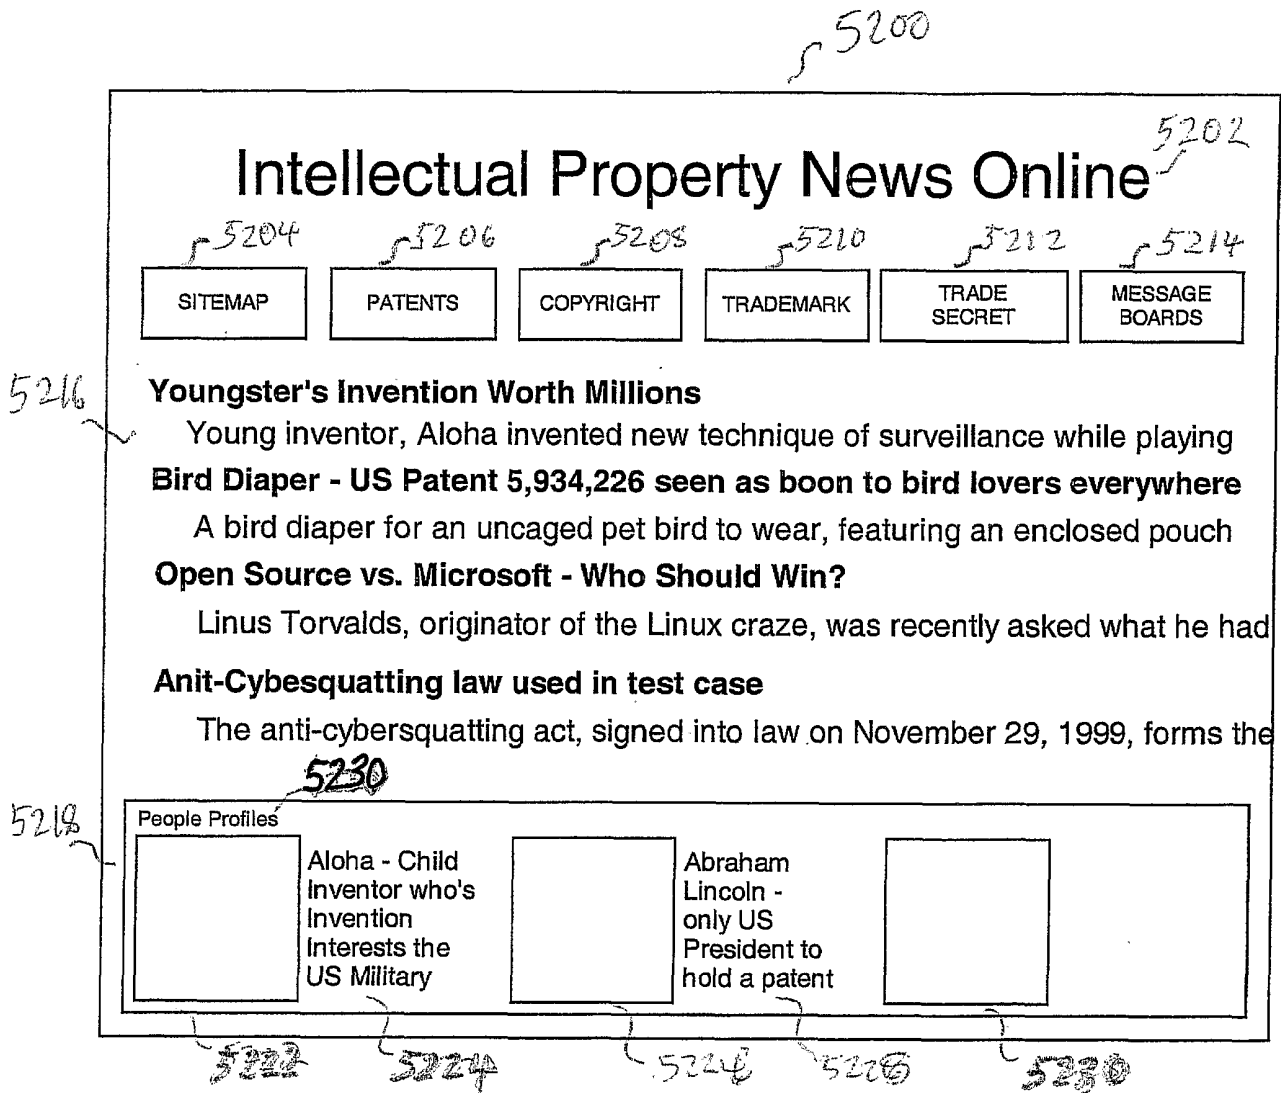 5200
5202
Intellectual Property News Online
5204 5206 5208 5210 5212 5214
SITEMAP PATENTS COPYRIGHT TRADEMARK TRADE SECRET MESSAGE BOARDS
5216
Youngster's Invention Worth Millions
Young inventor, Aloha invented new technique of surveillance while playing
Bird Diaper - US Patent 5,934,226 seen as boon to bird lovers everywhere
A bird diaper for an uncaged pet bird to wear, featuring an enclosed pouch
Open Source vs. Microsoft - Who Should Win?
Linus Torvalds, originator of the Linux craze, was recently asked what he had
Anit-Cybesquatting law used in test case
The anti-cybersquatting act, signed into law on November 29, 1999, forms the
5230
5218
People Profiles
Aloha - Child
Inventor who's
Invention
Interests the
US Military
Abraham
Lincoln -
only US
President to
hold a patent
5222 5224